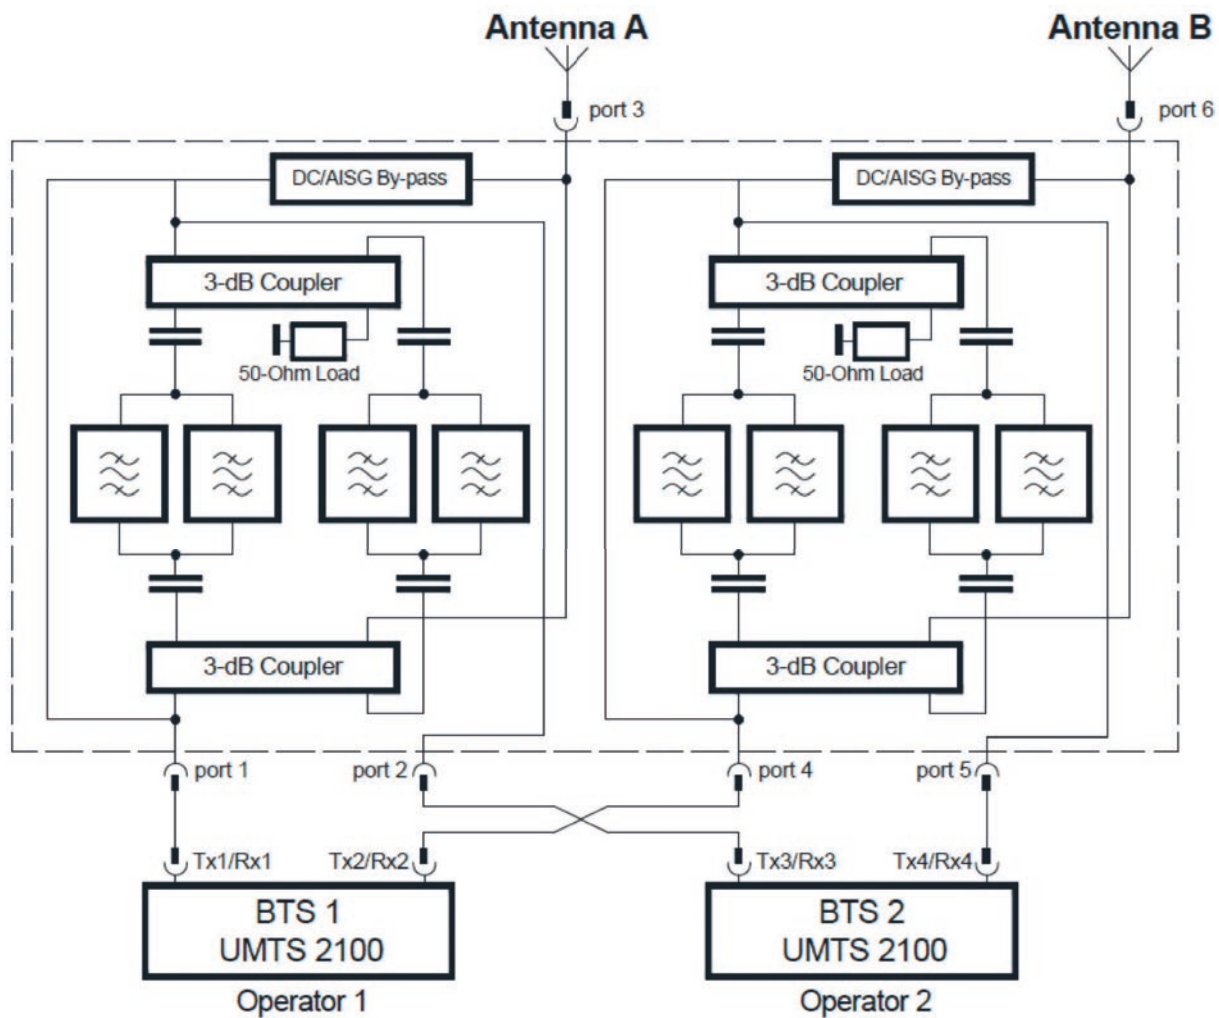 Antenna A
Antenna B
port 3
port 6
DC/AISG By-pass
DC/AISG By-pass
3-dB Coupler
3-dB Coupler
50-Ohm Load
50-Ohm Load
3-dB Coupler
3-dB Coupler
port 1
port 2
port 4
port 5
Tx1/Rx1
Tx2/Rx2
Tx3/Rx3
Tx4/Rx4
BTS 1
UMTS 2100
BTS 2
UMTS 2100
Operator 1
Operator 2